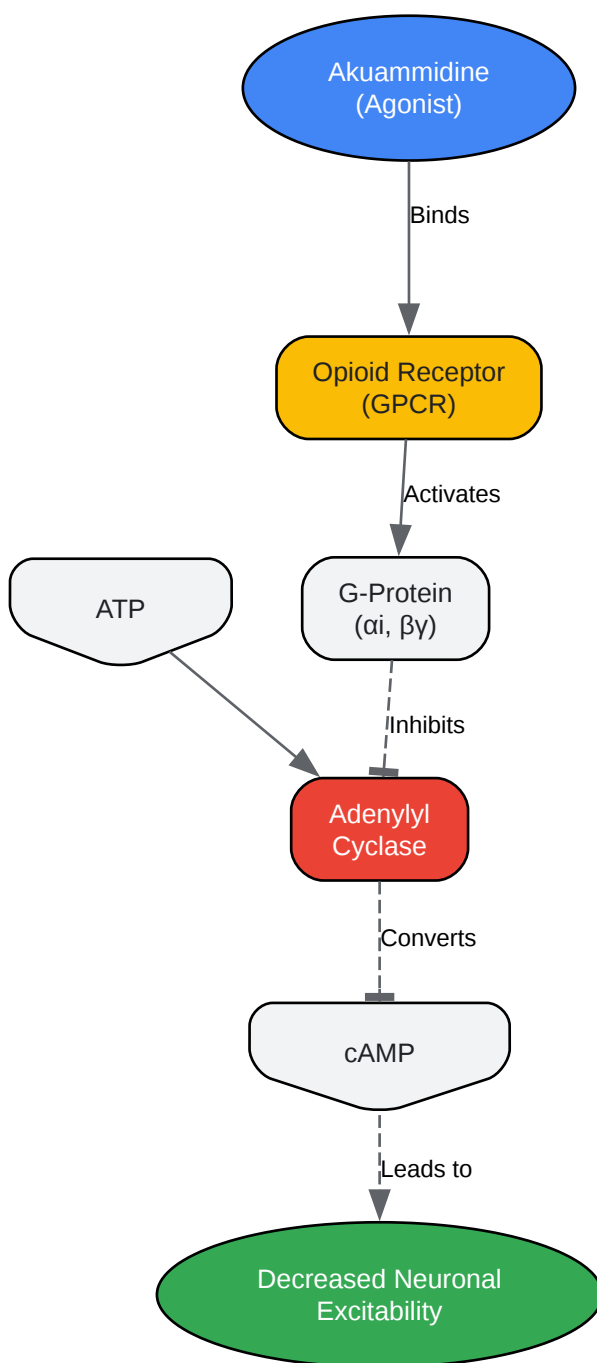 Akuammidine
(Agonist)
Binds
Opioid Receptor
(GPCR)
Activates
ATP
G-Protein
(αi, βγ)
Inhibits
Adenylyl
Cyclase
Converts
cAMP
Leads to
Decreased Neuronal
Excitability